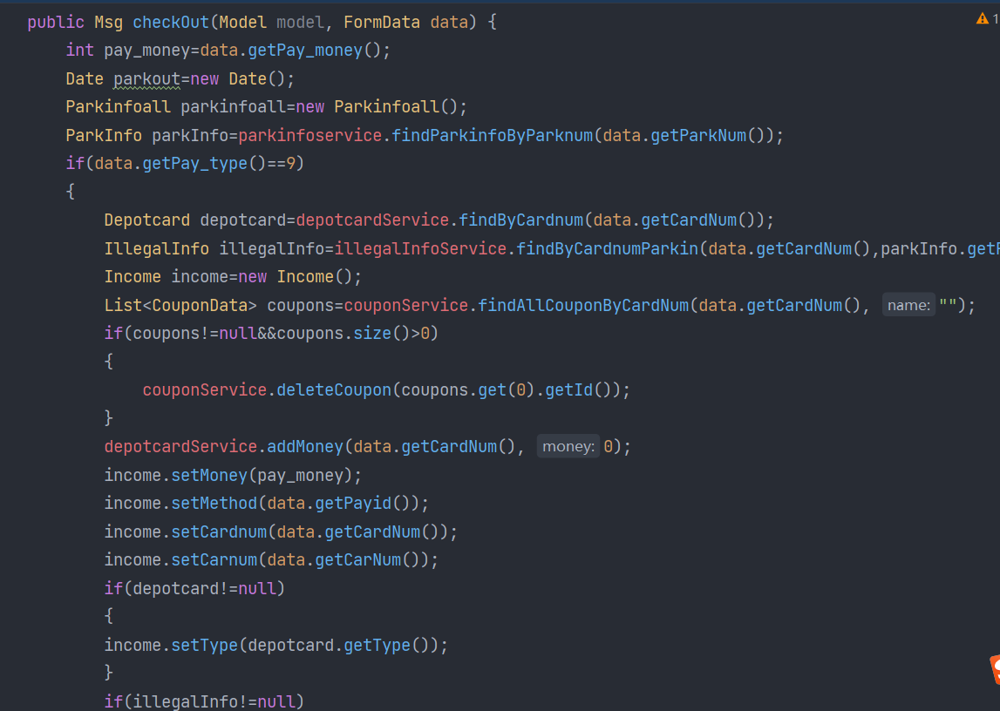 public Msg checkOut(Model model, FormData data) {
1
int pay_money=data.getPay_money();
Date parkout=new Date();
Parkinfoall parkinfoall=new Parkinfoall();
ParkInfo parkInfo=parkinfoservice.findParkinfoByParknum(data.getParkNum());
if(data.getPay_type()==9)
{
Depotcard depotcard=depotcardService.findByCardnum(data.getCardNum());
IllegalInfo illegalInfo=illegalInfoService.findByCardnumParkin(data.getCardNum(),parkInfo.get
Income income=new Income();
List<CouponData> coupons=couponService.findAllCouponByCardNum(data.getCardNum(), name: "");
if(coupons!=null&&coupons.size()>0)
{
couponService.deleteCoupon(coupons.get(0).getId());
}
depotcardService.addMoney(data.getCardNum(), money: 0);
income.setMoney(pay_money);
income.setMethod(data.getPayid());
income.setCardnum(data.getCardNum());
income.setCarnum(data.getCarNum());
if(depotcard!=null)
{
income.setType(depotcard.getType());
}
if(illegalInfo!=null)